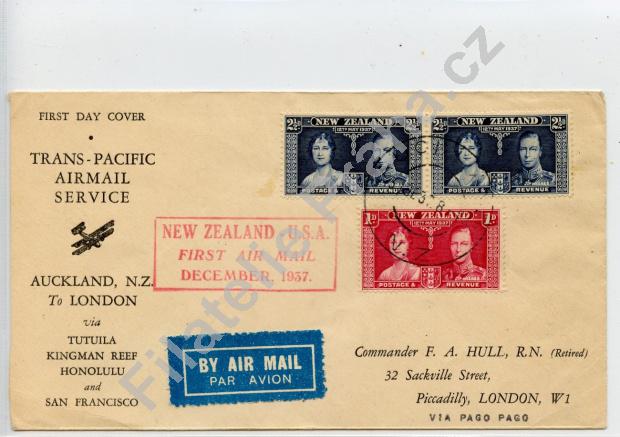 FIRST DAY COVER
•
TRANS-PACIFIC
AIRMAIL
SERVICE
AUCKLAND, N.Z.
To LONDON
via
TUTUILA
KINGMAN REEF
HONOLULU
and
SAN FRANCISCO
NEW ZEALAND - U.S.A.
FIRST AIR MAIL
DECEMBER, 1937.
BY AIR MAIL
PAR AVION
2½D NEW ZEALAND 2½D
12TH MAY 1937
POSTAGE & REVENUE
2½D NEW ZEALAND 2½D
12TH MAY 1937
POSTAGE & REVENUE
1D NEW ZEALAND 1D
12TH MAY 1937
POSTAGE & REVENUE
N.Z.
Commander F. A. HULL, R.N. (Retired)
32 Sackville Street,
Piccadilly, LONDON, W1
VIA PAGO PAGO
Filatelie Praha.cz